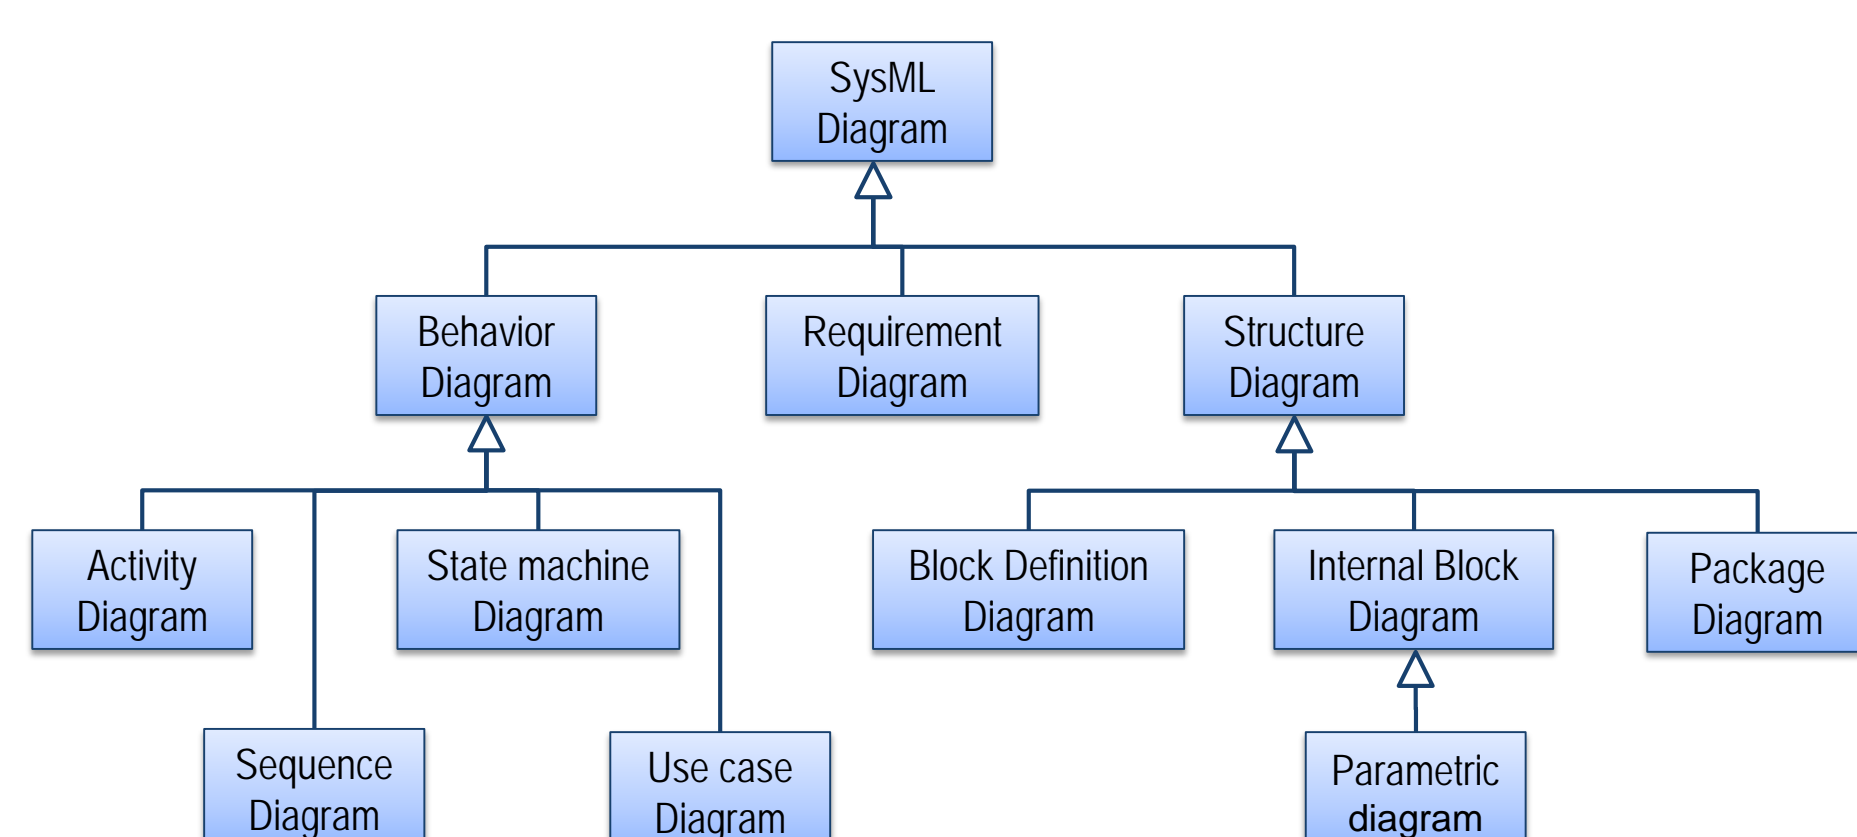 SysML
Diagram
Behavior
Diagram
Requirement
Diagram
Structure
Diagram
Activity
Diagram
State machine
Diagram
Block Definition
Diagram
Internal Block
Diagram
Package
Diagram
Sequence
Diagram
Use case
Diagram
Parametric
diagram